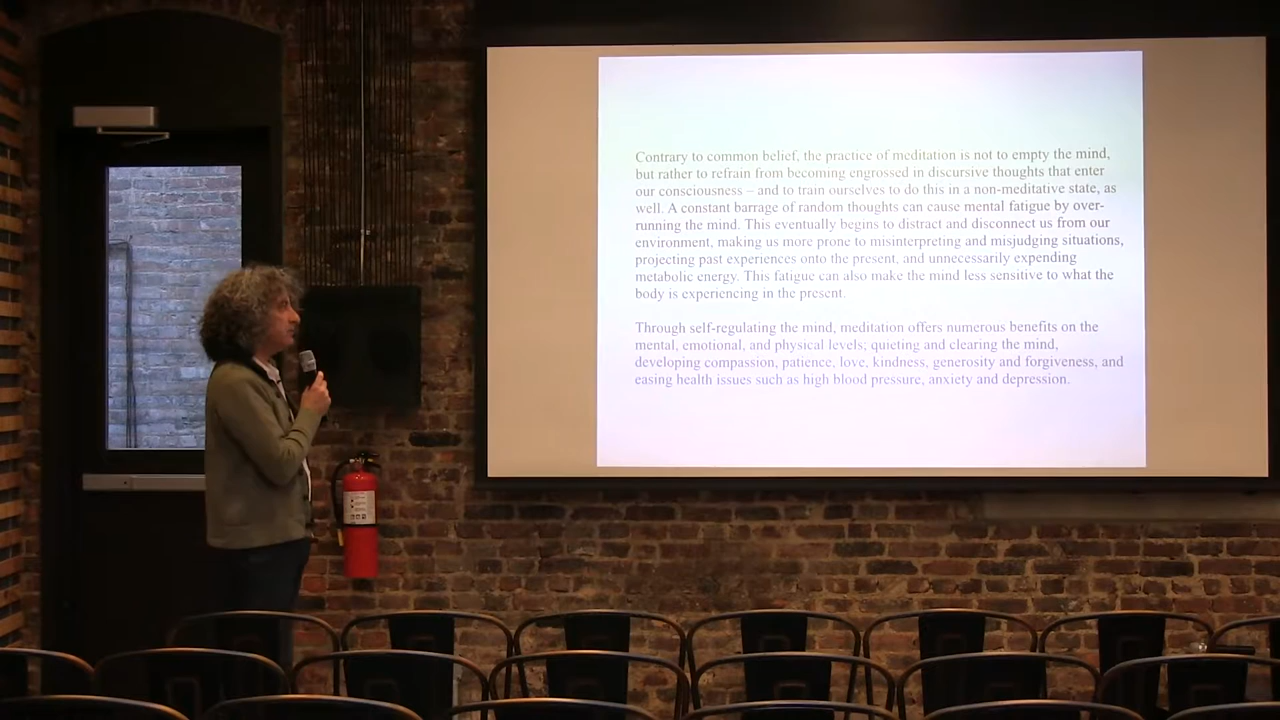 Contrary to common belief, the practice of meditation is not to empty the mind,
but rather to refrain from becoming engrossed in discursive thoughts that enter
our consciousness – and to train ourselves to do this in a non-meditative state, as
well. A constant barrage of random thoughts can cause mental fatigue by over-
running the mind. This eventually begins to distract and disconnect us from our
environment, making us more prone to misinterpreting and misjudging situations,
projecting past experiences onto the present, and unnecessarily expending
metabolic energy. This fatigue can also make the mind less sensitive to what the
body is experiencing in the present.
Through self-regulating the mind, meditation offers numerous benefits on the
mental, emotional, and physical levels; quieting and clearing the mind,
developing compassion, patience, love, kindness, generosity and forgiveness, and
easing health issues such as high blood pressure, anxiety and depression.